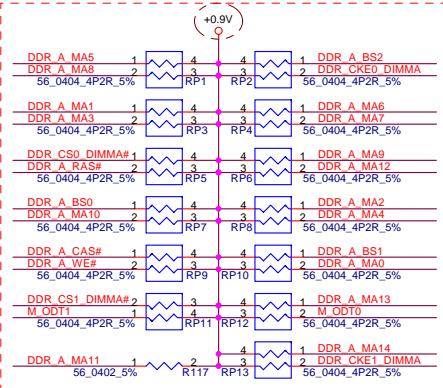 +0.9V
DDR_A_MA5 1 4 4 1 DDR_A_BS2
DDR_A_MA8 2 3 3 2 DDR_CKE0_DIMMA
56_0404_4P2R_5% RP1 RP2 56_0404_4P2R_5%
DDR_A_MA1 1 4 4 1 DDR_A_MA6
DDR_A_MA3 2 3 3 2 DDR_A_MA7
56_0404_4P2R_5% RP3 RP4 56_0404_4P2R_5%
DDR_CS0_DIMMA# 1 4 4 1 DDR_A_MA9
DDR_A_RAS# 2 3 3 2 DDR_A_MA12
56_0404_4P2R_5% RP5 RP6 56_0404_4P2R_5%
DDR_A_BS0 1 4 4 1 DDR_A_MA2
DDR_A_MA10 2 3 3 2 DDR_A_MA4
56_0404_4P2R_5% RP7 RP8 56_0404_4P2R_5%
DDR_A_CAS# 1 4 4 1 DDR_A_BS1
DDR_A_WE# 2 3 3 2 DDR_A_MA0
56_0404_4P2R_5% RP9 RP10 56_0404_4P2R_5%
DDR_CS1_DIMMA# 2 3 4 1 DDR_A_MA13
M_ODT1 1 4 3 2 M_ODT0
56_0404_4P2R_5% RP11 RP12 56_0404_4P2R_5%
4 1 DDR_A_MA14
DDR_A_MA11 1 2 3 2 DDR_CKE1_DIMMA
56_0402_5% R117 RP13 56_0404_4P2R_5%